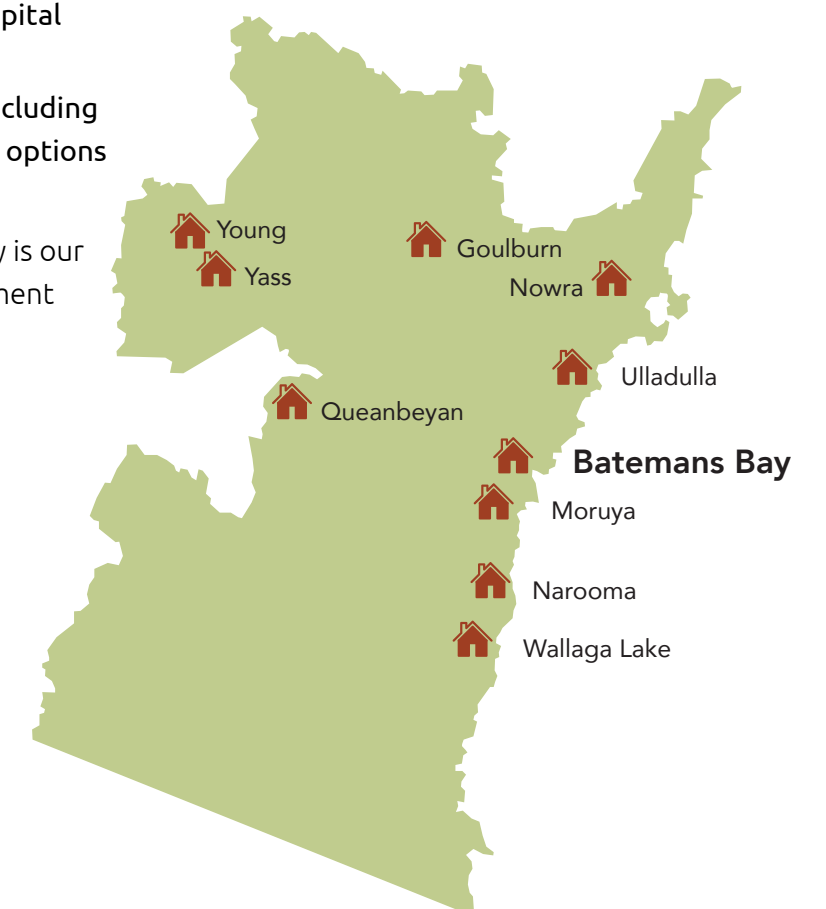 pital
cluding
options
y is our
nent
Young
Goulburn
Yass
Nowra
Ulladulla
Queanbeyan
Batemans Bay
Moruya
Narooma
Wallaga Lake